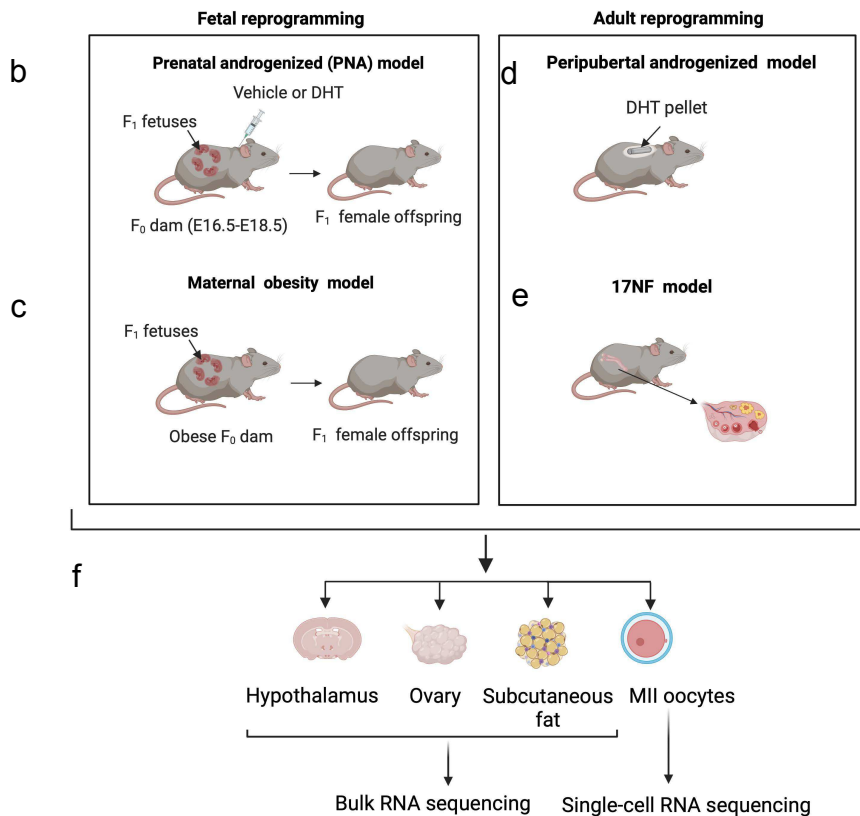 Fetal reprogramming
Adult reprogramming
b
Prenatal androgenized (PNA) model
Vehicle or DHT
F₁ fetuses
F₀ dam (E16.5-E18.5)
F₁ female offspring
d
Peripubertal androgenized model
DHT pellet
c
Maternal obesity model
F₁ fetuses
Obese F₀ dam
F₁ female offspring
e
17NF model
f
Hypothalamus
Ovary
Subcutaneous
fat
MII oocytes
Bulk RNA sequencing
Single-cell RNA sequencing